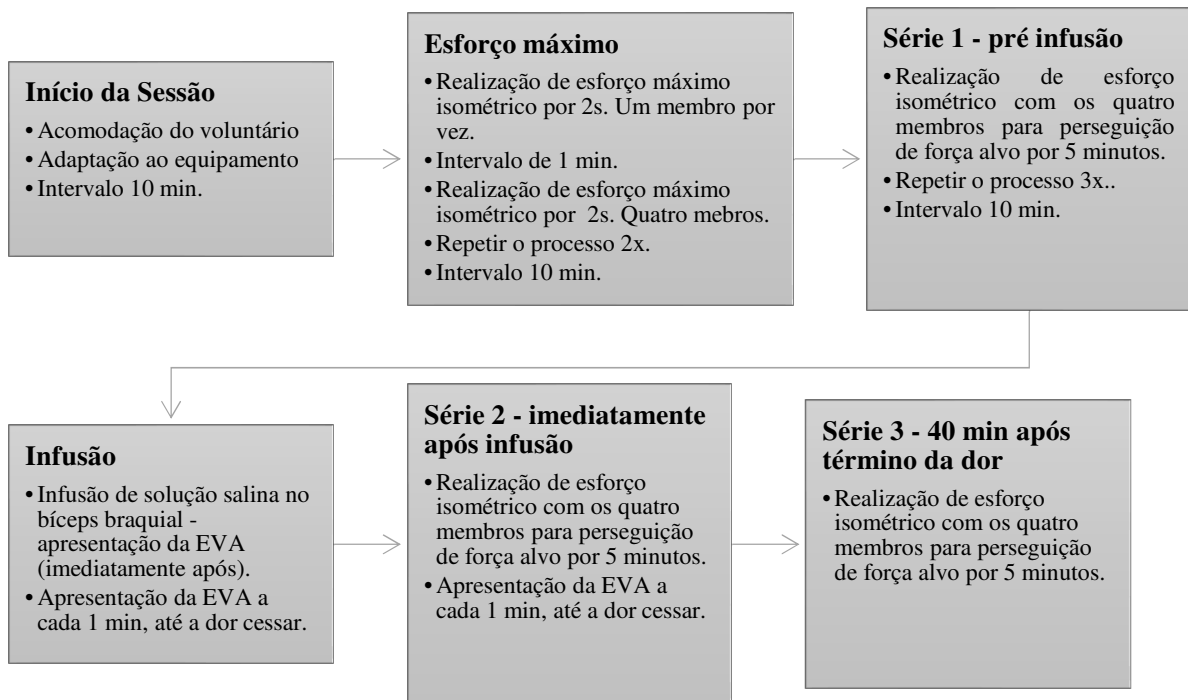 Início da Sessão
• Acomodação do voluntário
• Adaptação ao equipamento
• Intervalo 10 min.
Esforço máximo
• Realização de esforço máximo
isométrico por 2s. Um membro por
vez.
• Intervalo de 1 min.
• Realização de esforço máximo
isométrico por 2s. Quatro mebros.
• Repetir o processo 2x.
• Intervalo 10 min.
Série 1 - pré infusão
• Realização de esforço
isométrico com os quatro
membros para perseguição
de força alvo por 5 minutos.
• Repetir o processo 3x..
• Intervalo 10 min.
Infusão
• Infusão de solução salina no
bíceps braquial -
apresentação da EVA
(imediatamente após).
• Apresentação da EVA a
cada 1 min, até a dor cessar.
Série 2 - imediatamente
após infusão
• Realização de esforço
isométrico com os quatro
membros para perseguição
de força alvo por 5 minutos.
• Apresentação da EVA a
cada 1 min, até a dor cessar.
Série 3 - 40 min após
término da dor
• Realização de esforço
isométrico com os quatro
membros para perseguição
de força alvo por 5 minutos.